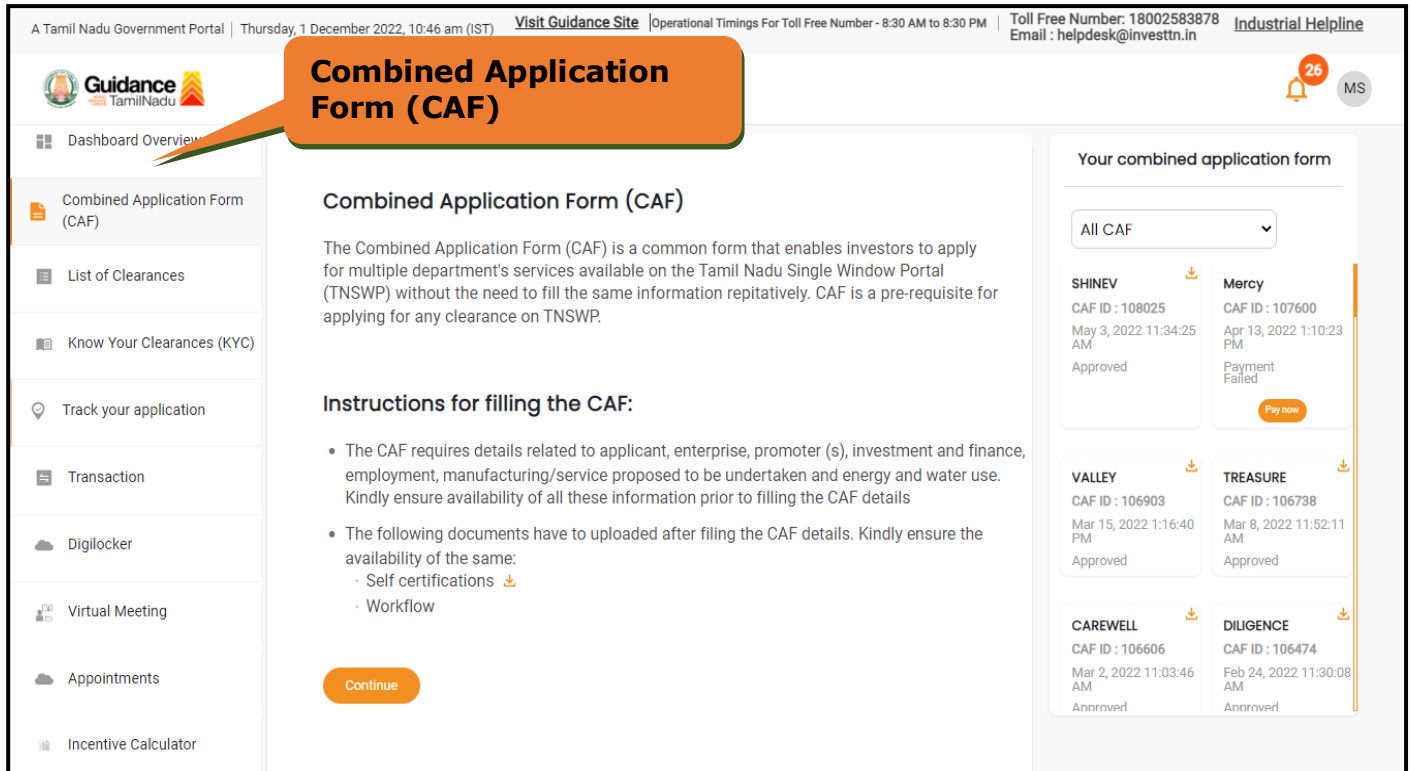 A Tamil Nadu Government Portal | Thursday, 1 December 2022, 10:46 am (IST)
Visit Guidance Site |Operational Timings For Toll Free Number - 8:30 AM to 8:30 PM |
Toll Free Number: 18002583878
Email : helpdesk@investtn.in
Industrial Helpline
Guidance
TamilNadu
Combined Application
Form (CAF)
26
MS
Dashboard Overview
Combined Application Form
(CAF)
List of Clearances
Know Your Clearances (KYC)
Track your application
Transaction
Digilocker
Virtual Meeting
Appointments
Incentive Calculator
Combined Application Form (CAF)
The Combined Application Form (CAF) is a common form that enables investors to apply
for multiple department's services available on the Tamil Nadu Single Window Portal
(TNSWP) without the need to fill the same information repitatively. CAF is a pre-requisite for
applying for any clearance on TNSWP.
Instructions for filling the CAF:
• The CAF requires details related to applicant, enterprise, promoter (s), investment and finance,
employment, manufacturing/service proposed to be undertaken and energy and water use.
Kindly ensure availability of all these information prior to filling the CAF details
• The following documents have to uploaded after filing the CAF details. Kindly ensure the
availability of the same:
◦ Self certifications
◦ Workflow
Continue
Your combined application form
All CAF
SHINEV
CAF ID : 108025
May 3, 2022 11:34:25
AM
Approved
Mercy
CAF ID : 107600
Apr 13, 2022 1:10:23
PM
Payment
Failed
Pay now
VALLEY
CAF ID : 106903
Mar 15, 2022 1:16:40
PM
Approved
TREASURE
CAF ID : 106738
Mar 8, 2022 11:52:11
AM
Approved
CAREWELL
CAF ID : 106606
Mar 2, 2022 11:03:46
AM
Approved
DILIGENCE
CAF ID : 106474
Feb 24, 2022 11:30:08
AM
Approved